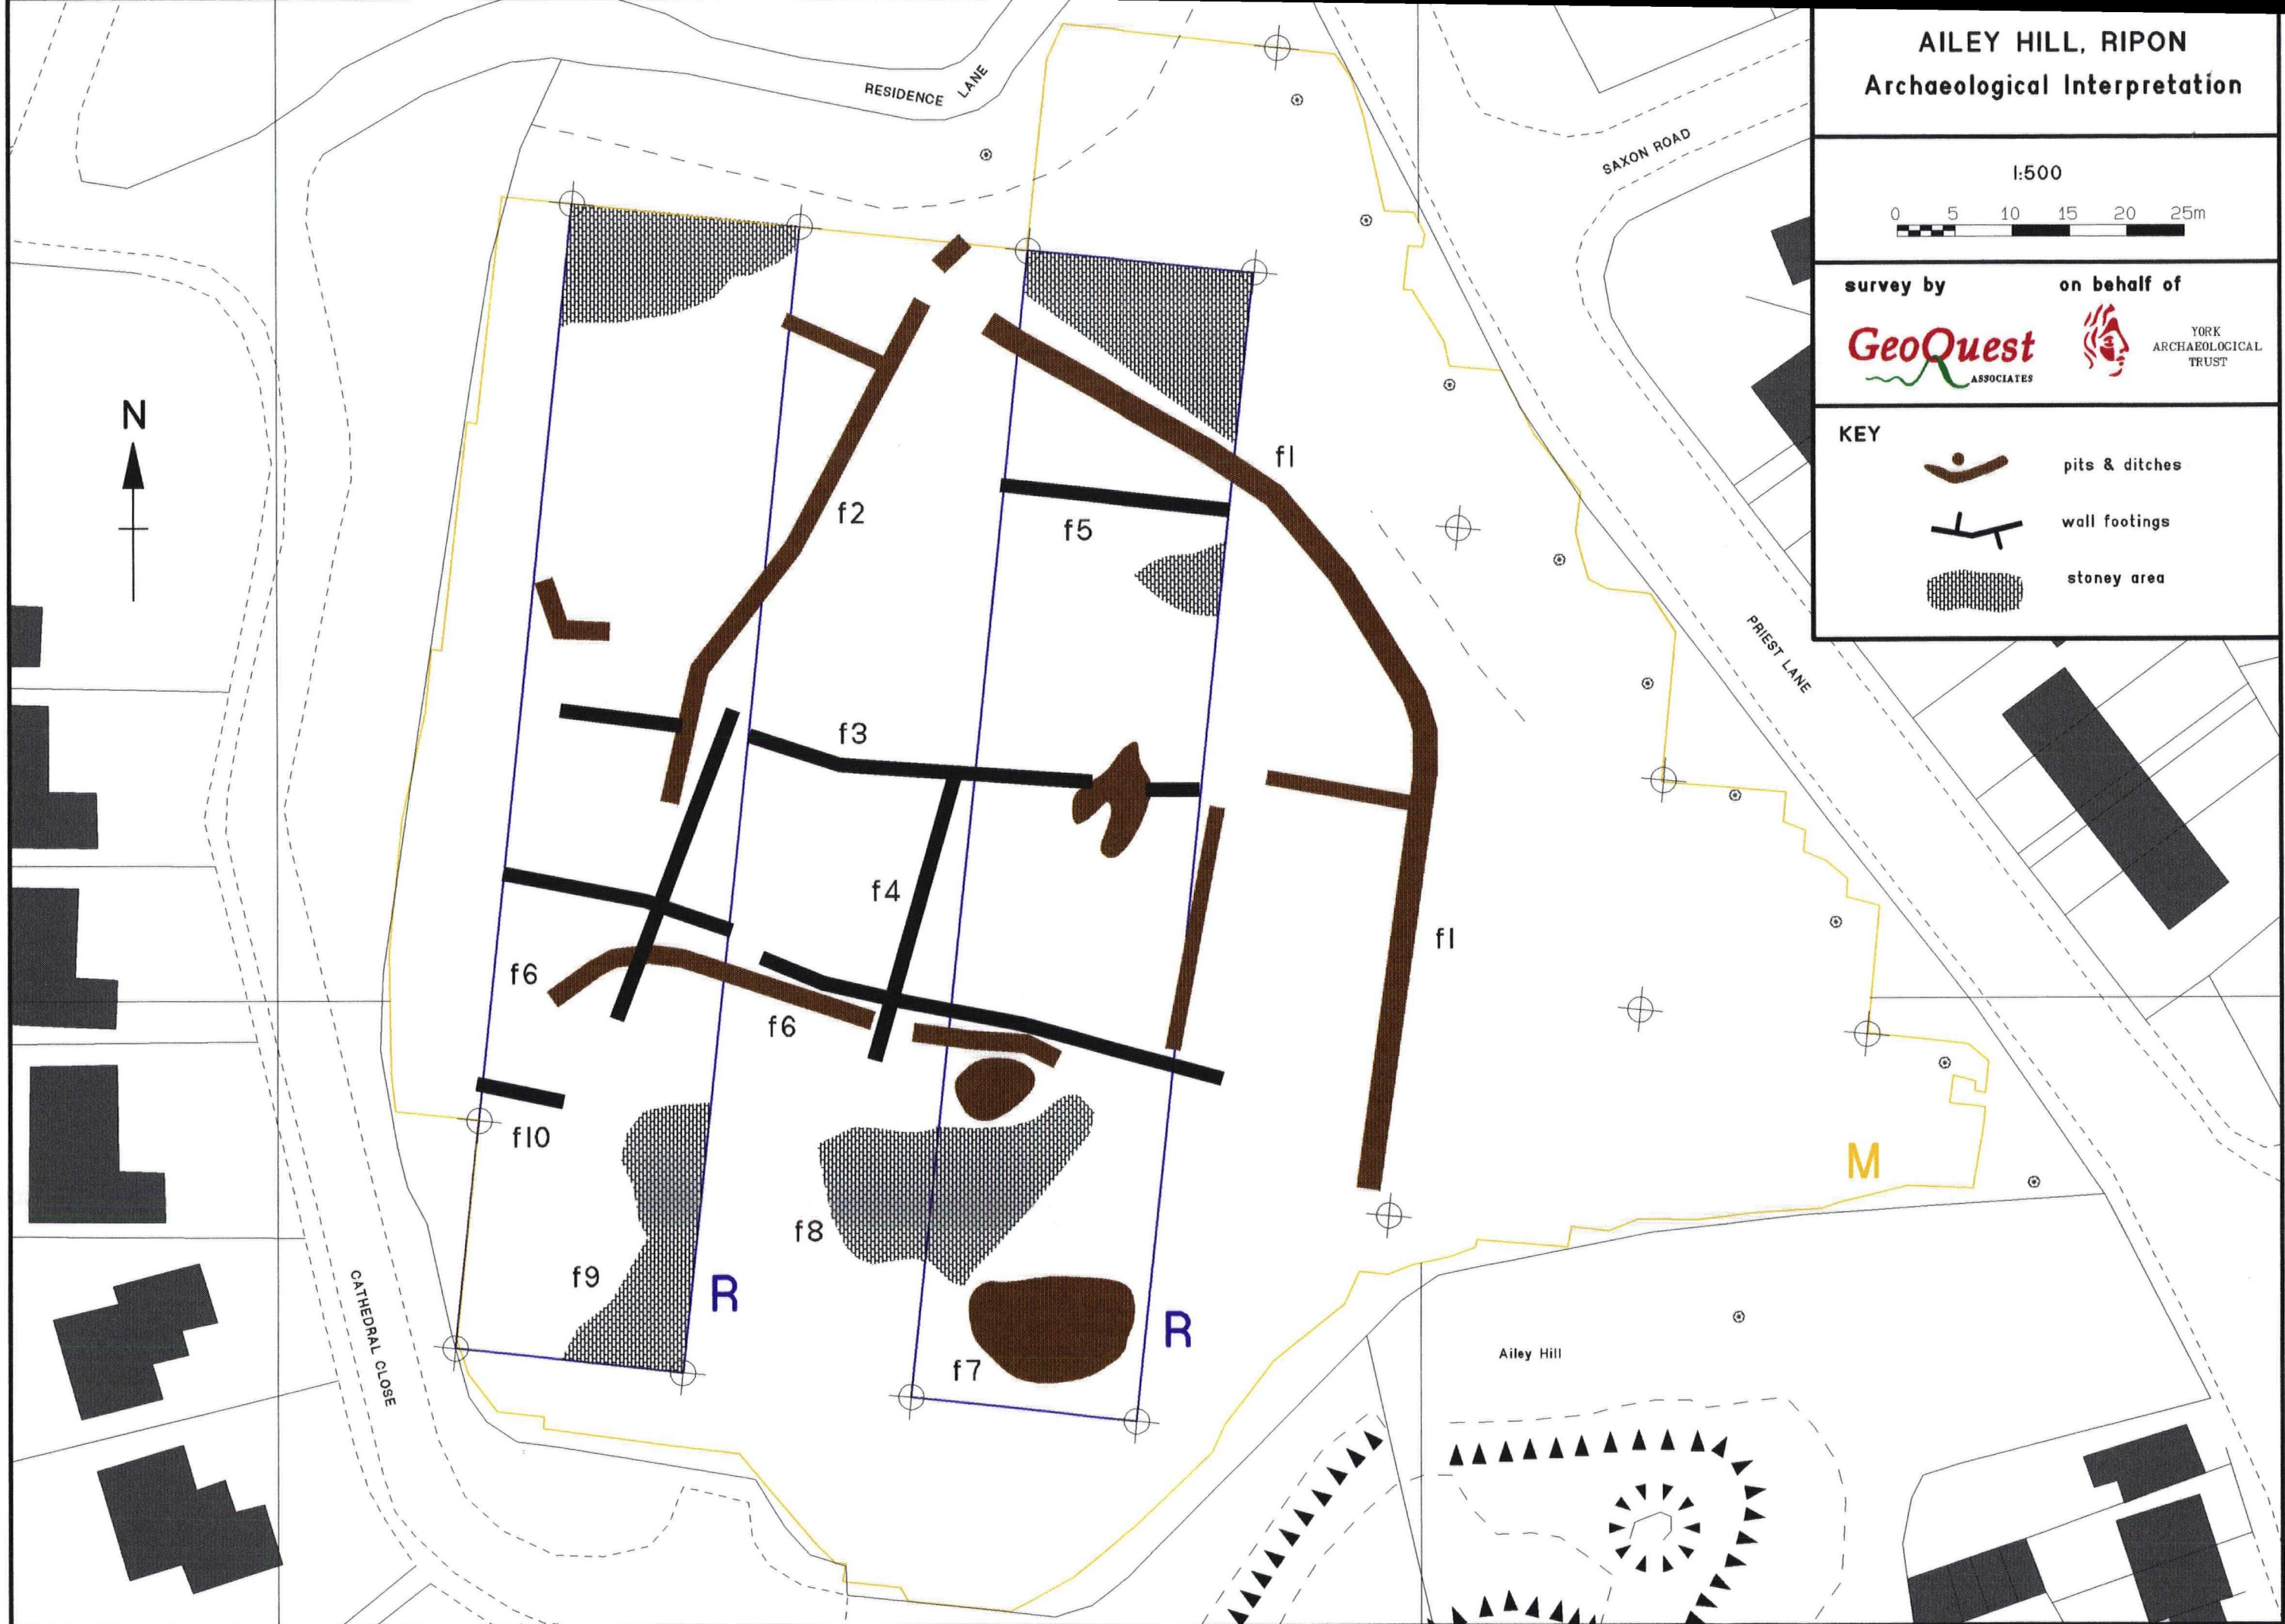 AILEY HILL, RIPON
Archaeological Interpretation
1:500
0 5 10 15 20 25m
survey by
on behalf of
GeoQuest
ASSOCIATES
YORK
ARCHAEOLOGICAL
TRUST
KEY
pits & ditches
wall footings
stoney area
RESIDENCE LANE
SAXON ROAD
PRIEST LANE
CATHEDRAL CLOSE
N
f1
f2
f5
f3
f4
f1
f6
f6
f10
M
f8
f9
R
R
f7
Ailey Hill